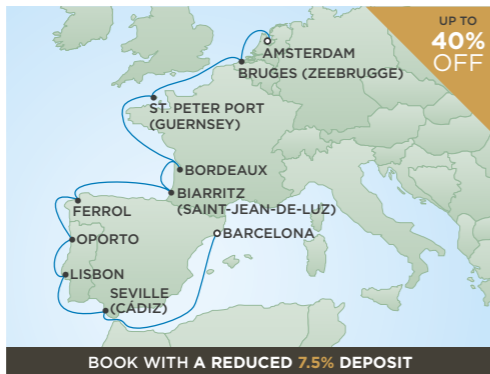 UP TO
40%
OFF
AMSTERDAM
BRUGES (ZEEBRUGGE)
ST. PETER PORT
(GUERNSEY)
BORDEAUX
BIARRITZ
(SAINT-JEAN-DE-LUZ)
FERROL
BARCELONA
OPORTO
LISBON
SEVILLE
(CÁDIZ)
BOOK WITH A REDUCED 7.5% DEPOSIT